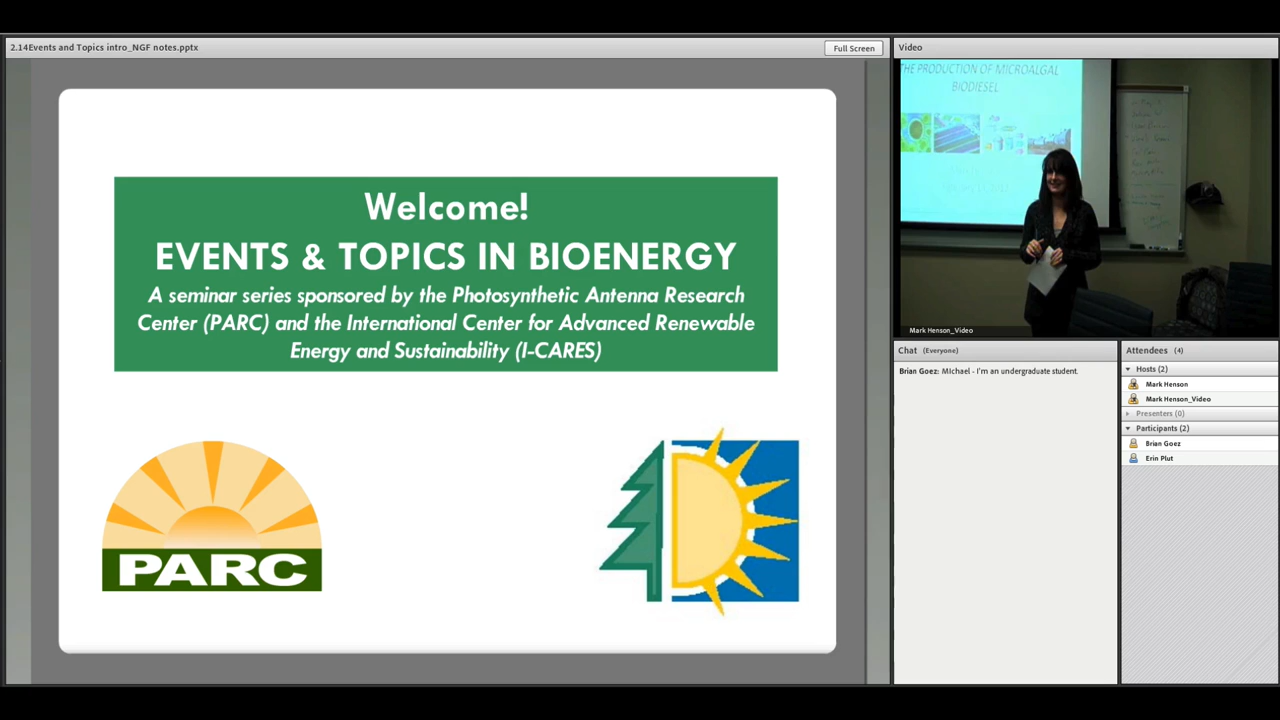 2.14Events and Topics intro_NGF notes.pptx
Full Screen
Welcome!
EVENTS & TOPICS IN BIOENERGY
A seminar series sponsored by the Photosynthetic Antenna Research
Center (PARC) and the International Center for Advanced Renewable
Energy and Sustainability (I-CARES)
PARC
Video
THE PRODUCTION OF MICROALGAL
BIODIESEL
Mark Henson_Video
Chat (Everyone)
Brian Goez: MIchael - I'm an undergraduate student.
Attendees (4)
Hosts (2)
Mark Henson
Mark Henson_Video
Presenters (0)
Participants (2)
Brian Goez
Erin Plut